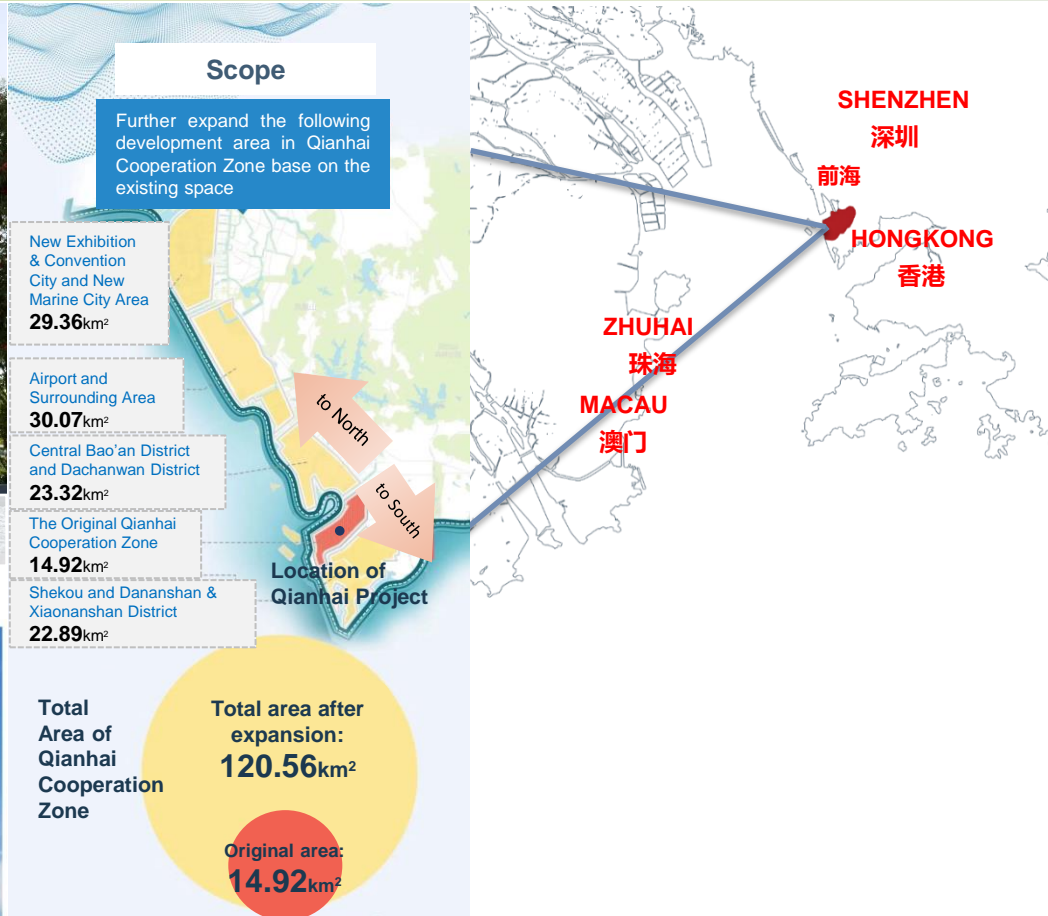 Scope
Further expand the following
development area in Qianhai
Cooperation Zone base on the
existing space
New Exhibition
& Convention
City and New
Marine City Area
29.36km²
Airport and
Surrounding Area
30.07km²
Central Bao'an District
and Dachanwan District
23.32km²
The Original Qianhai
Cooperation Zone
14.92km²
Shekou and Dananshan &
Xiaonanshan District
22.89km²
to North
to South
Location of
Qianhai Project
Total
Area of
Qianhai
Cooperation
Zone
Total area after
expansion:
120.56km²
Original area:
14.92km²
SHENZHEN
深圳
前海
HONGKONG
香港
ZHUHAI
珠海
MACAU
澳门